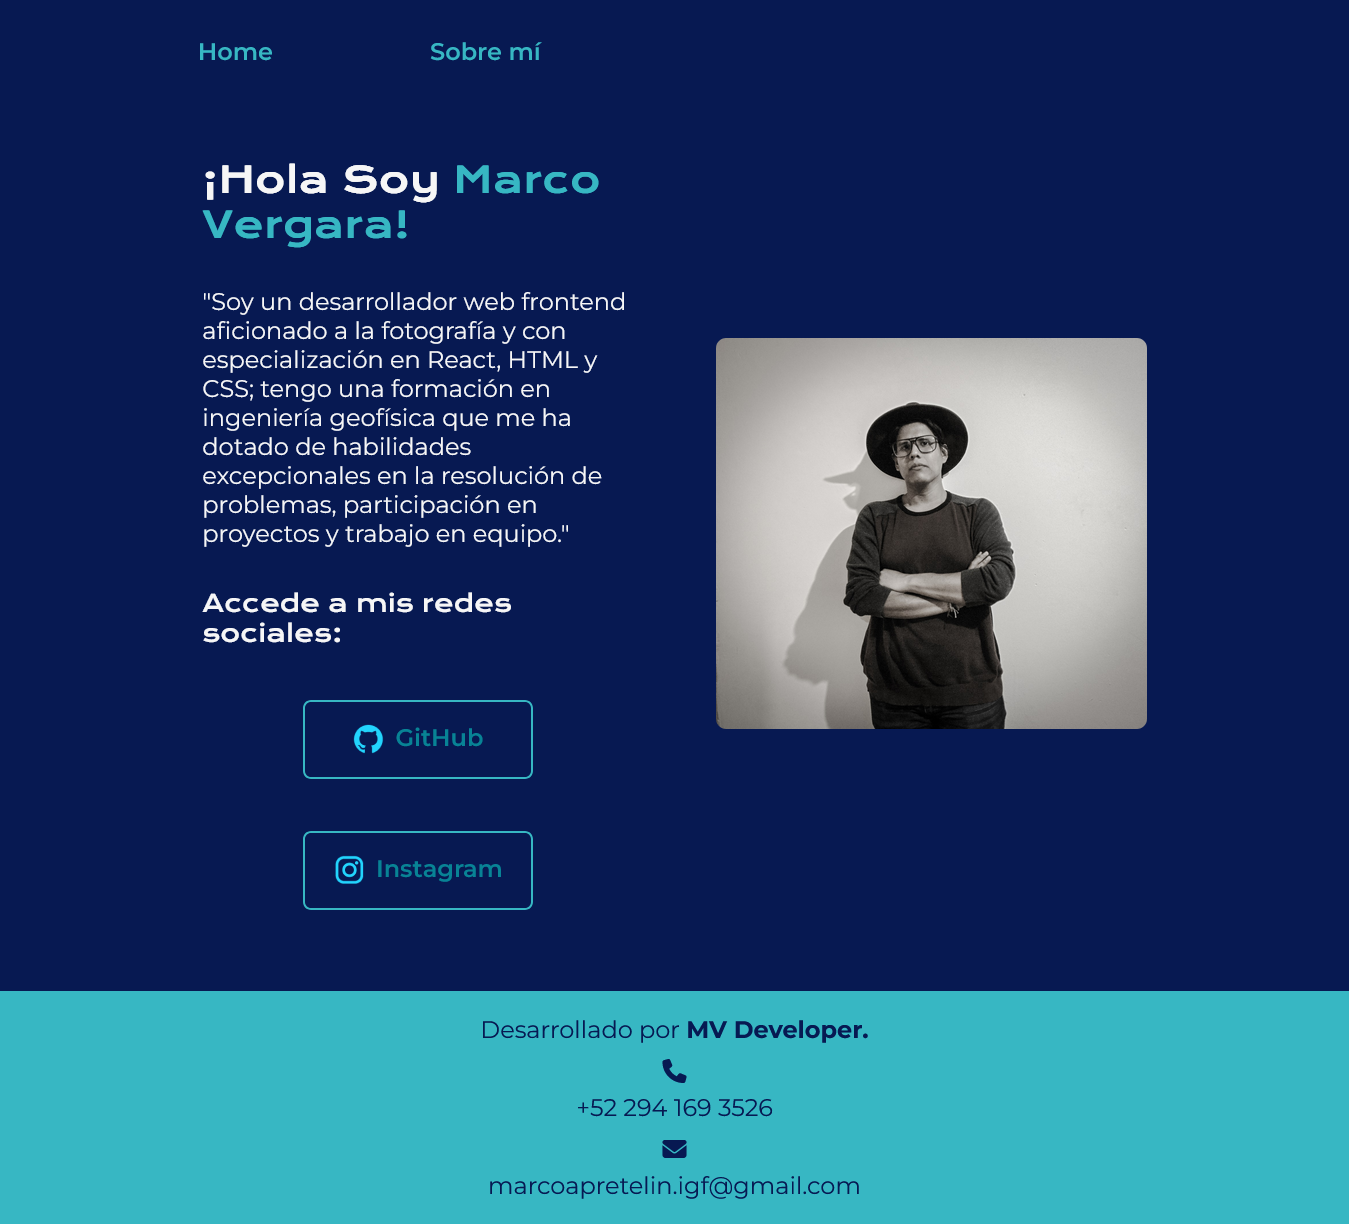 Home
Sobre mí
¡Hola Soy Marco
Vergara!
"Soy un desarrollador web frontend
aficionado a la fotografía y con
especialización en React, HTML y
CSS; tengo una formación en
ingeniería geofísica que me ha
dotado de habilidades
excepcionales en la resolución de
problemas, participación en
proyectos y trabajo en equipo."
Accede a mis redes
sociales:
GitHub
Instagram
Desarrollado por MV Developer.
+52 294 169 3526
marcoapretelin.igf@gmail.com